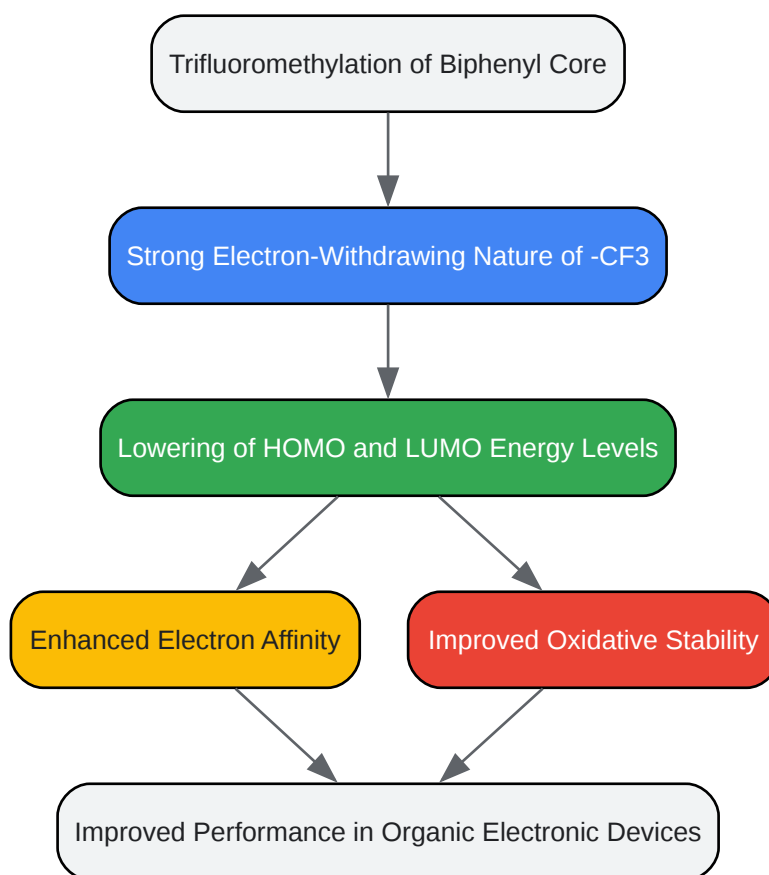 Trifluoromethylation of Biphenyl Core
Strong Electron-Withdrawing Nature of -CF3
Lowering of HOMO and LUMO Energy Levels
Enhanced Electron Affinity
Improved Oxidative Stability
Improved Performance in Organic Electronic Devices